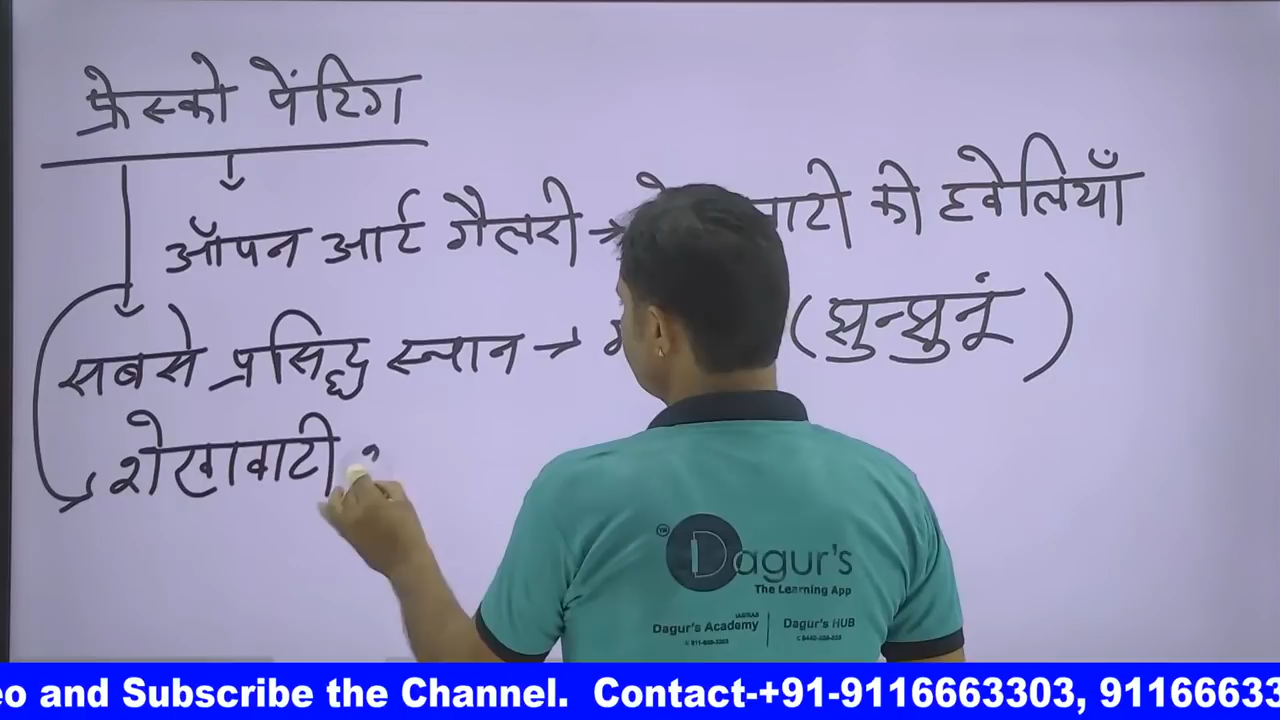 फ्रेस्को पेंटिग
ऑपन आर्ट गैलरी → की हवेलियाँ
सबसे प्रसिद्ध स्थान → (झुन्झुनूं)
शेखावाटी
TM
Dagur's
The Learning App
Dagur's Academy
Dagur's HUB
eo and Subscribe the Channel. Contact-+91-9116663303, 91166633